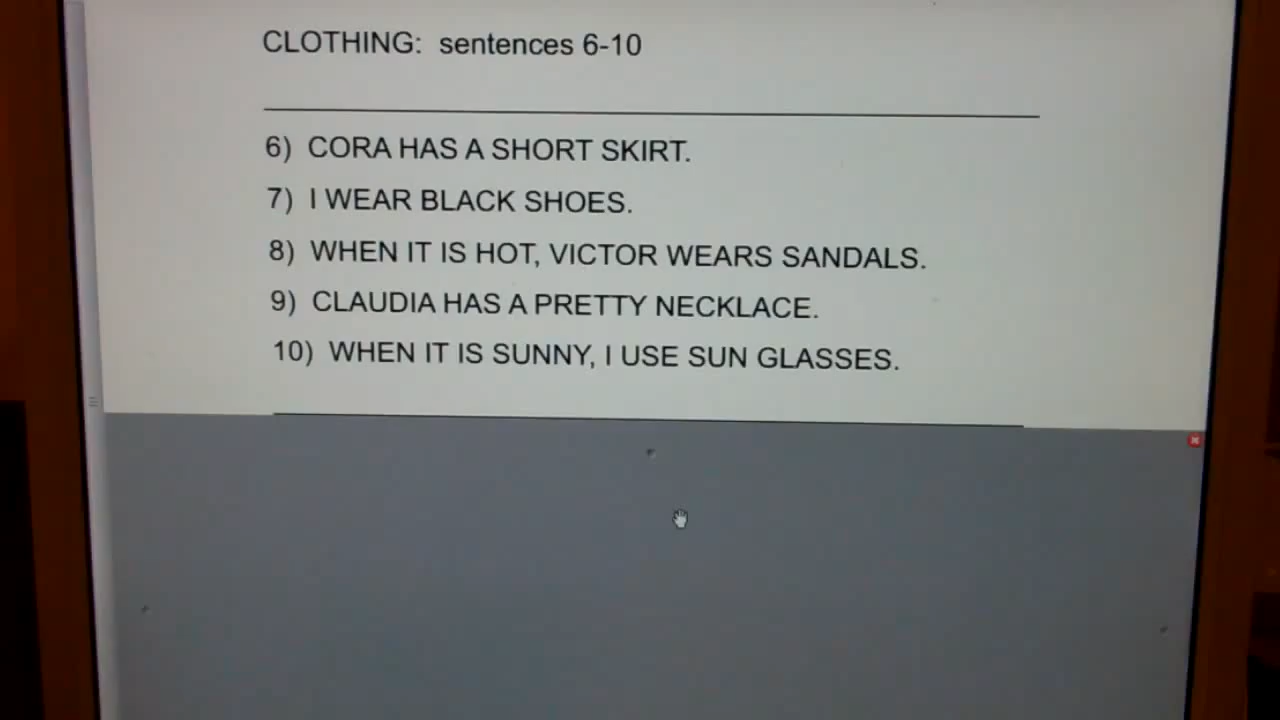 CLOTHING: sentences 6-10
6) CORA HAS A SHORT SKIRT.
7) I WEAR BLACK SHOES.
8) WHEN IT IS HOT, VICTOR WEARS SANDALS.
9) CLAUDIA HAS A PRETTY NECKLACE.
10) WHEN IT IS SUNNY, I USE SUN GLASSES.